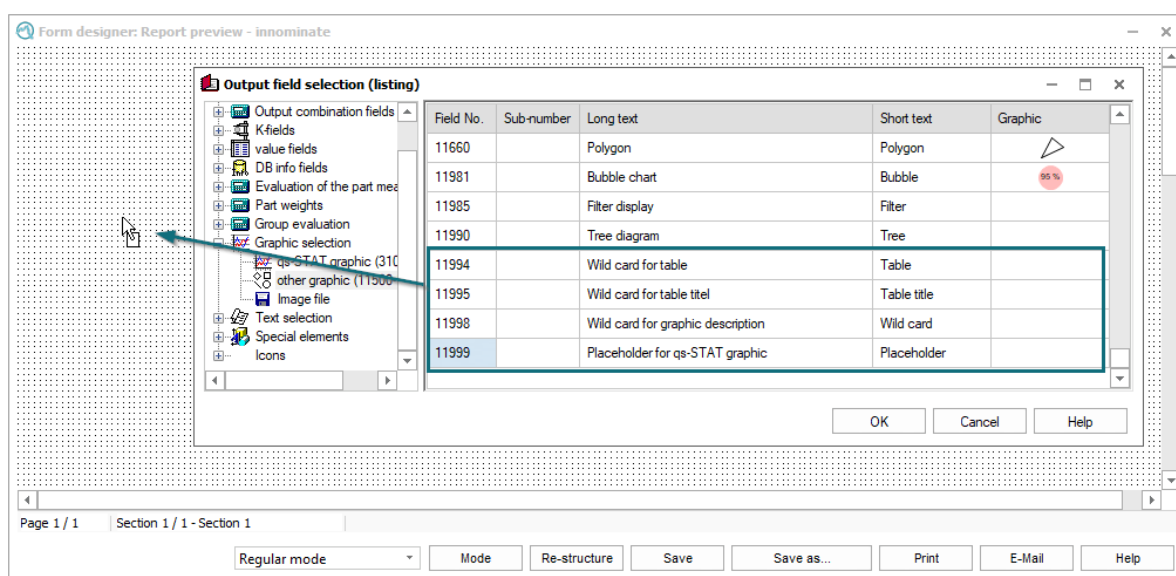 Form designer: Report preview - innominate
Output field selection (listing)
Output combination fields
K-fields
value fields
DB info fields
Evaluation of the part mea
Part weights
Group evaluation
Graphic selection
qs-STAT graphic (310
other graphic (11500
Image file
Text selection
Special elements
Icons
Field No. Sub-number Long text Short text Graphic
11660 Polygon Polygon
11981 Bubble chart Bubble 95 %
11985 Filter display Filter
11990 Tree diagram Tree
11994 Wild card for table Table
11995 Wild card for table titel Table title
11998 Wild card for graphic description Wild card
11999 Placeholder for qs-STAT graphic Placeholder
OK Cancel Help
Page 1 / 1 Section 1 / 1 - Section 1
Regular mode Mode Re-structure Save Save as... Print E-Mail Help